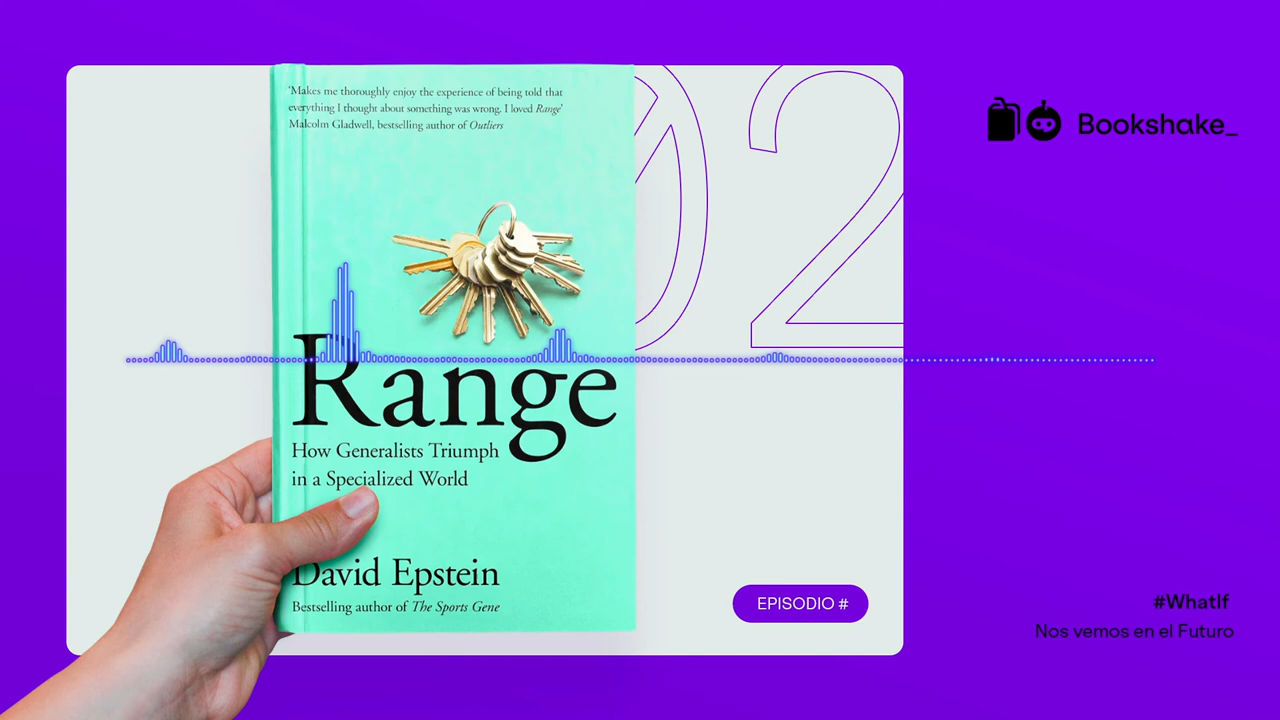 ‘Makes me thoroughly enjoy the experience of being told that
everything I thought about something was wrong. I loved Range’
Malcolm Gladwell, bestselling author of Outliers
Range
How Generalists Triumph
in a Specialized World
David Epstein
Bestselling author of The Sports Gene
02
EPISODIO #
Bookshake_
#WhatIf
Nos vemos en el Futuro